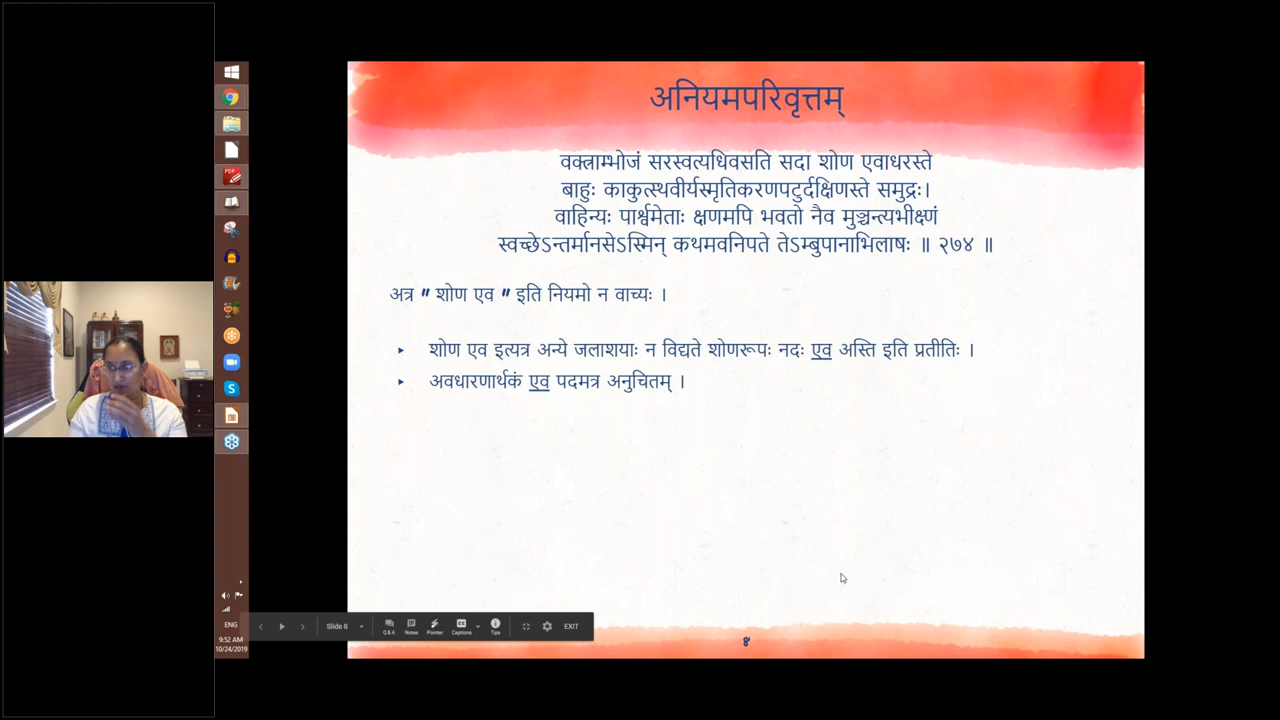 अनियमपरिवृत्तम्
वक्त्राम्भोजं सरस्वत्यधिवसति सदा शोण एवाधरस्ते
बाहुः काकुत्स्थवीर्यस्मृतिकरणपटुर्दक्षिणस्ते समुद्रः।
वाहिन्यः पार्श्वमेताः क्षणमपि भवतो नैव मुञ्चन्त्यभीक्ष्णं
स्वच्छेऽन्तर्मानसेऽस्मिन् कथमवनिपते तेऽम्बुपानाभिलाषः ॥ २७४ ॥
अत्र " शोण एव " इति नियमो न वाच्यः ।
‣ शोण एव इत्यत्र अन्ये जलाशयाः न विद्यते शोणरूपः नदः एव अस्ति इति प्रतीतिः ।
‣ अवधारणार्थकं एव पदमत्र अनुचितम् ।
PDF
Slide 8
Q&A Notes Pointer Captions Tips EXIT
ENG
9:52 AM
10/24/2019